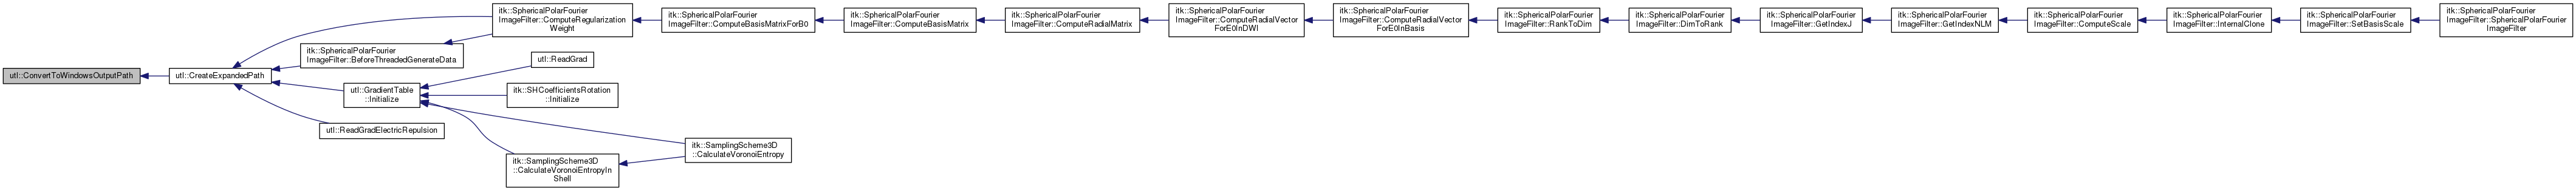 utl::ConvertToWindowsOutputPath
utl::CreateExpandedPath
itk::SphericalPolarFourier
ImageFilter::ComputeRegularization
Weight
itk::SphericalPolarFourier
ImageFilter::BeforeThreadedGenerateData
utl::GradientTable
::Initialize
utl::ReadGradElectricRepulsion
utl::ReadGrad
itk::SHCoefficientsRotation
::Initialize
itk::SamplingScheme3D
::CalculateVoronoiEntropyIn
Shell
itk::SamplingScheme3D
::CalculateVoronoiEntropy
itk::SphericalPolarFourier
ImageFilter::ComputeBasisMatrixForB0
itk::SphericalPolarFourier
ImageFilter::ComputeBasisMatrix
itk::SphericalPolarFourier
ImageFilter::ComputeRadialMatrix
itk::SphericalPolarFourier
ImageFilter::ComputeRadialVector
ForE0InDWI
itk::SphericalPolarFourier
ImageFilter::ComputeRadialVector
ForE0InBasis
itk::SphericalPolarFourier
ImageFilter::RankToDim
itk::SphericalPolarFourier
ImageFilter::DimToRank
itk::SphericalPolarFourier
ImageFilter::GetIndexJ
itk::SphericalPolarFourier
ImageFilter::GetIndexNLM
itk::SphericalPolarFourier
ImageFilter::ComputeScale
itk::SphericalPolarFourier
ImageFilter::InternalClone
itk::SphericalPolarFourier
ImageFilter::SetBasisScale
itk::SphericalPolarFourier
ImageFilter::SphericalPolarFourier
ImageFilter